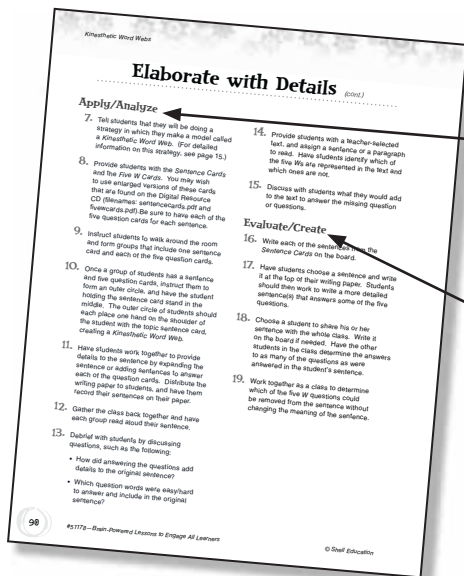 Kinesthetic Word Webs
Elaborate with Details (cont.)
Apply/Analyze
7. Tell students that they will be doing a
strategy in which they make a model called
a Kinesthetic Word Web. (For detailed
information on this strategy, see page 15.)
8. Provide students with the Sentence Cards
and the Five W Cards. You may wish
to use enlarged versions of these cards
that are found on the Digital Resource
CD (filenames: sentencecards.pdf and
fivewcards.pdf). Be sure to have each of the
five question cards for each sentence.
9. Instruct students to walk around the room
and form groups that include one sentence
card and each of the five question cards.
10. Once a group of students has a sentence
and five question cards, instruct them to
form an outer circle, and have the student
holding the sentence card stand in the
middle. The outer circle of students should
each place one hand on the shoulder of
the student with the topic sentence card,
creating a Kinesthetic Word Web.
11. Have students work together to provide
details to the sentence by expanding the
sentence or adding sentences to answer
each of the question cards. Distribute the
writing paper to students, and have them
record their sentences on their paper.
12. Gather the class back together and have
each group read aloud their sentence.
13. Debrief with students by discussing
questions, such as the following:
• How did answering the questions add
details to the original sentence?
• Which question words were easy/hard
to answer and include in the original
sentence?
14. Provide students with a teacher-selected
text, and assign a sentence or a paragraph
to read. Have students identify which of
the five Ws are represented in the text and
which ones are not.
15. Discuss with students what they would add
to the text to answer the missing question
or questions.
Evaluate/Create
16. Write each of the sentences from the
Sentence Cards on the board.
17. Have students choose a sentence and write
it at the top of their writing paper. Students
should then work to write a more detailed
sentence(s) that answers some of the five
questions.
18. Choose a student to share his or her
sentence with the whole class. Write it
on the board if needed. Have the other
students in the class determine the answers
to as many of the questions as were
answered in the student's sentence.
19. Work together as a class to determine
which of the five W questions could
be removed from the sentence without
changing the meaning of the sentence.
90
#51178—Brain-Powered Lessons to Engage All Learners
© Shell Education